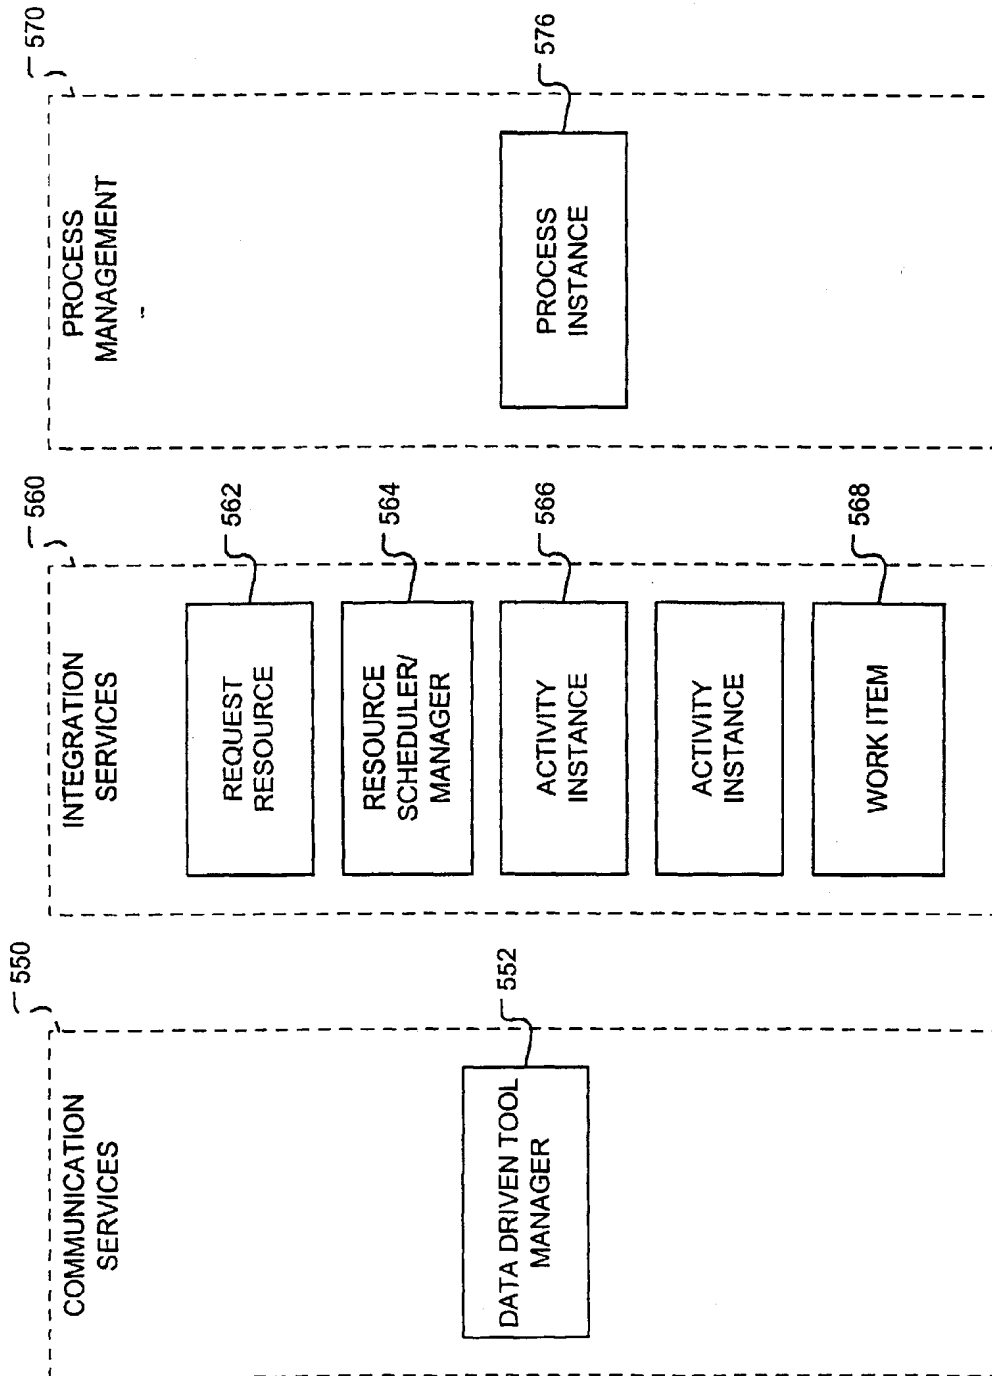 COMMUNICATION
SERVICES
550
DATA DRIVEN TOOL
MANAGER
552
INTEGRATION
SERVICES
560
REQUEST
RESOURCE
562
RESOURCE
SCHEDULER/
MANAGER
564
ACTIVITY
INSTANCE
566
ACTIVITY
INSTANCE
WORK ITEM
568
PROCESS
MANAGEMENT
570
PROCESS
INSTANCE
576